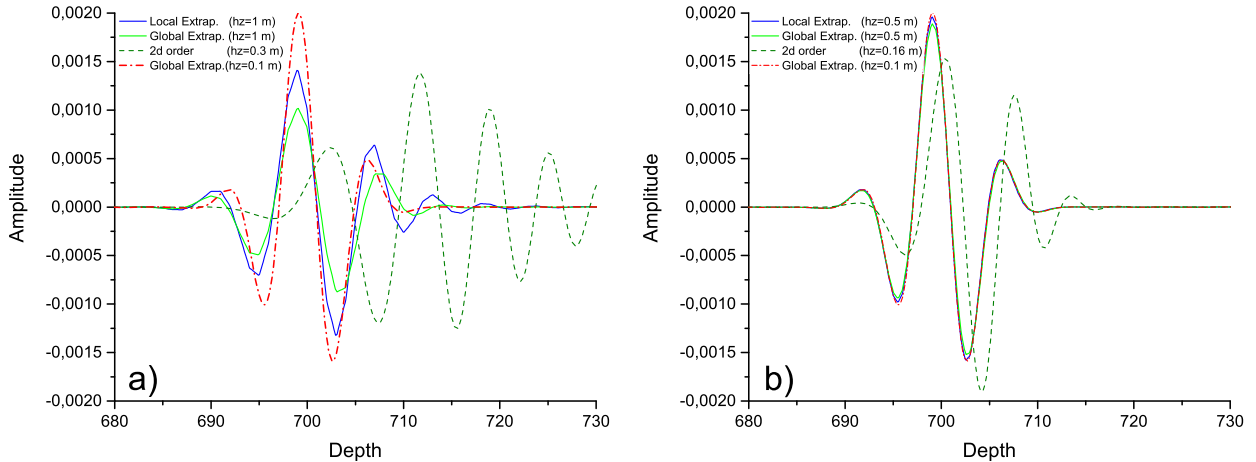 0,0020
0,0015
0,0010
0,0005
0,0000
-0,0005
-0,0010
-0,0015
-0,0020
Amplitude
Local Extrap. (hz=1 m)
Global Extrap. (hz=1 m)
2d order (hz=0.3 m)
Global Extrap.(hz=0.1 m)
a)
680 690 700 710 720 730
Depth
0,0020
0,0015
0,0010
0,0005
0,0000
-0,0005
-0,0010
-0,0015
-0,0020
Amplitude
Local Extrap. (hz=0.5 m)
Global Extrap. (hz=0.5 m)
2d order (hz=0.16 m)
Global Extrap. (hz=0.1 m)
b)
680 690 700 710 720 730
Depth